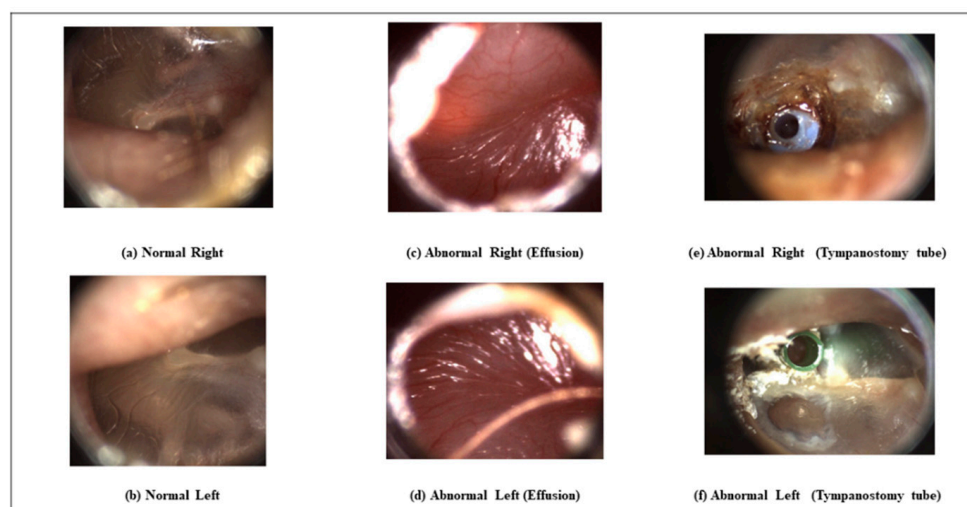 (a) Normal Right
(c) Abnormal Right (Effusion)
(e) Abnormal Right (Tympanostomy tube)
(b) Normal Left
(d) Abnormal Left (Effusion)
(f) Abnormal Left (Tympanostomy tube)